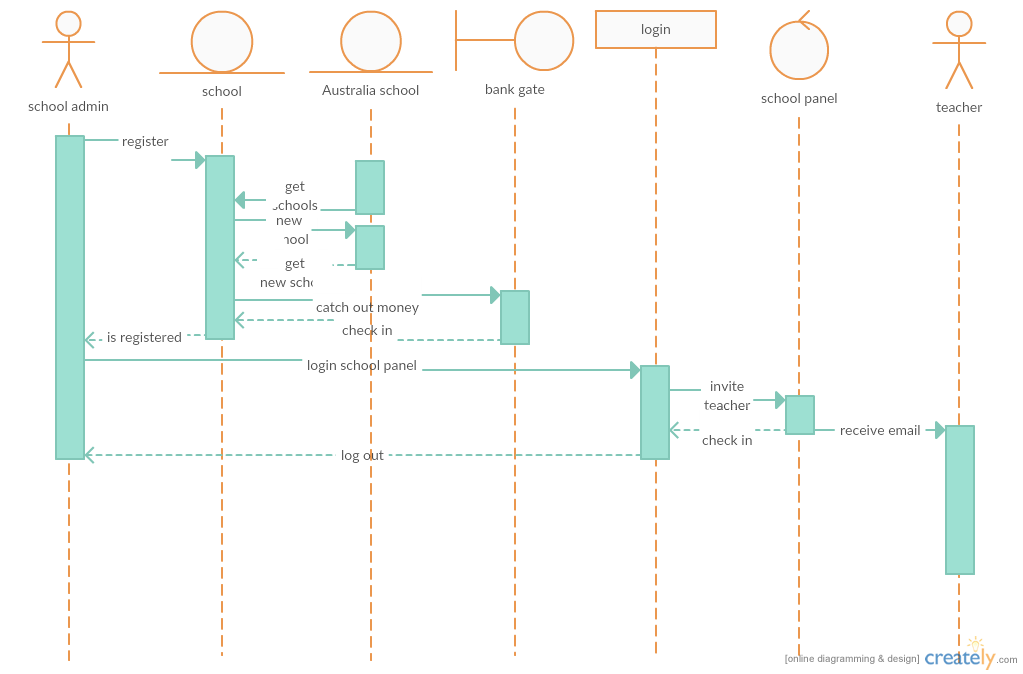 login
school admin
school
Australia school
bank gate
school panel
teacher
register
get
schools
new
get
new
catch out money
check in
is registered
login school panel
invite
teacher
receive email
check in
log out
[online diagramming & design] creately.com